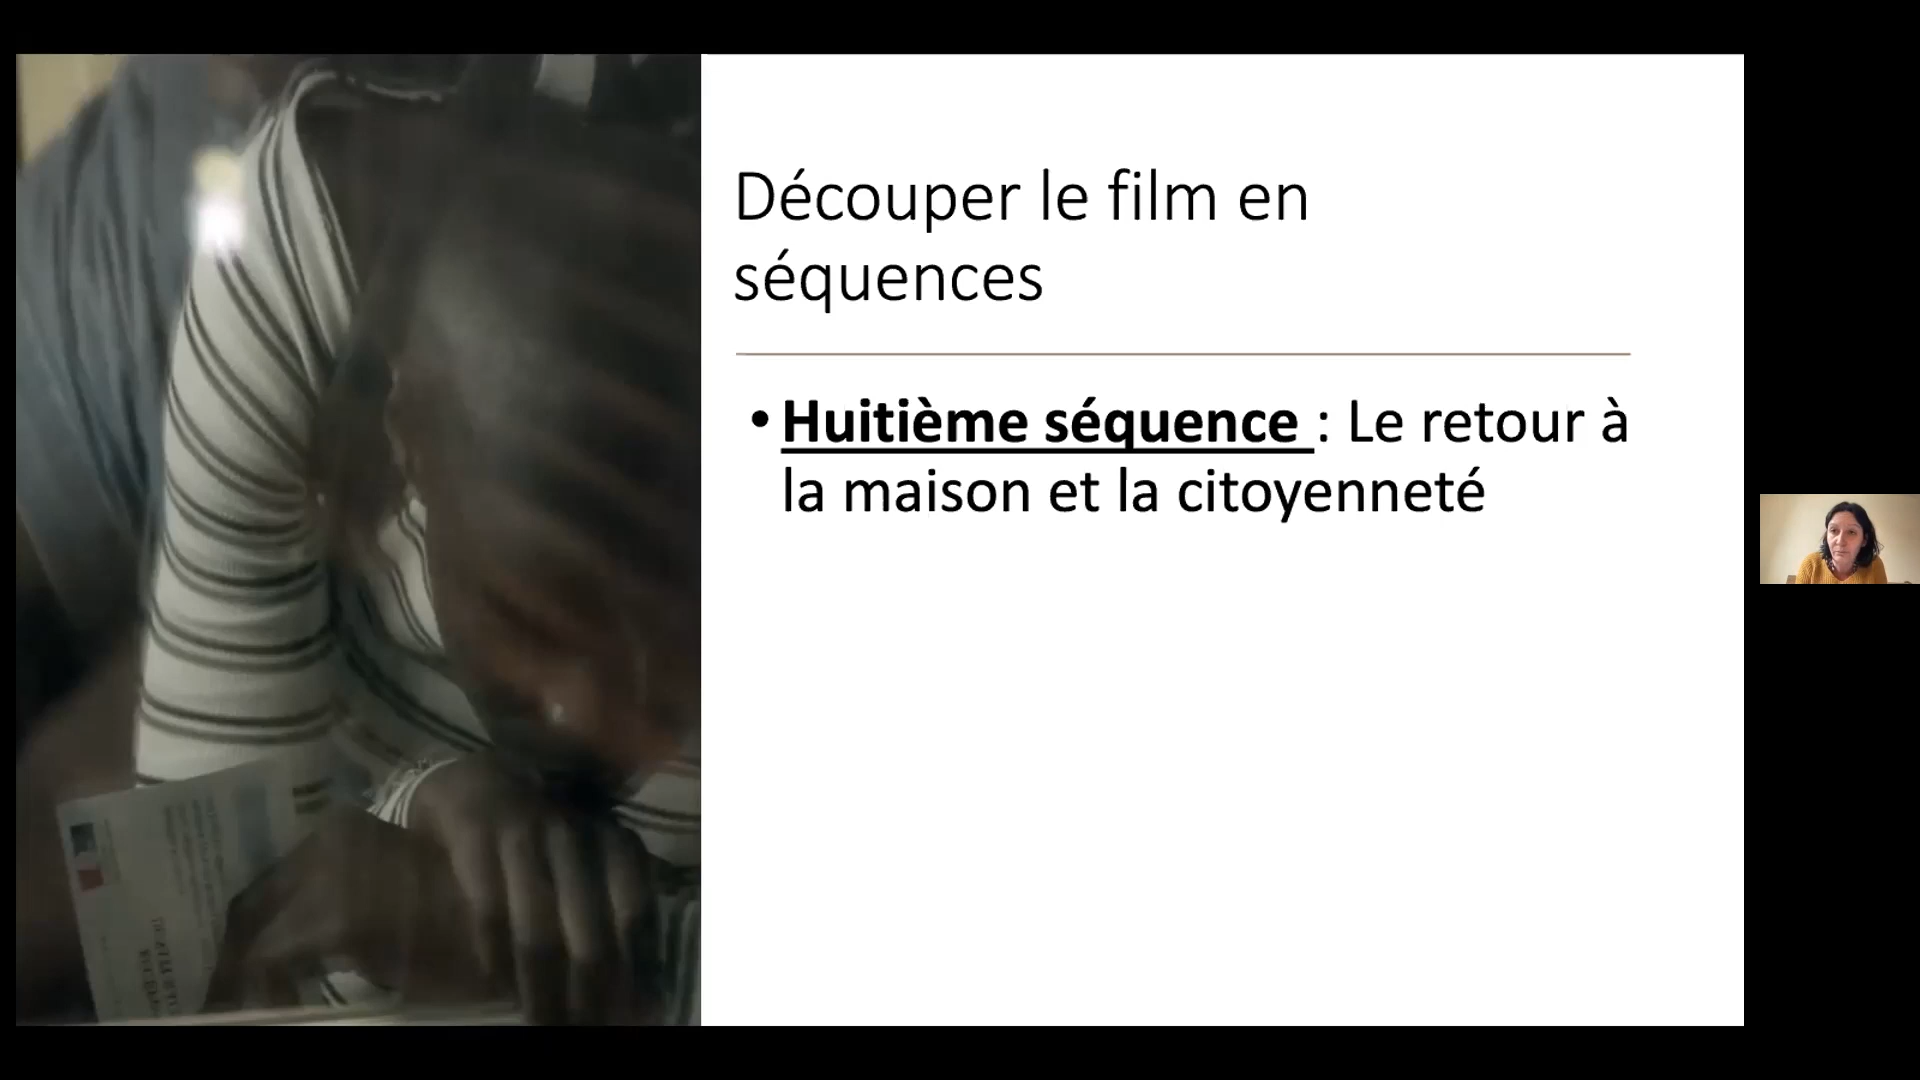 Découper le film en
séquences
• Huitième séquence : Le retour à
la maison et la citoyenneté